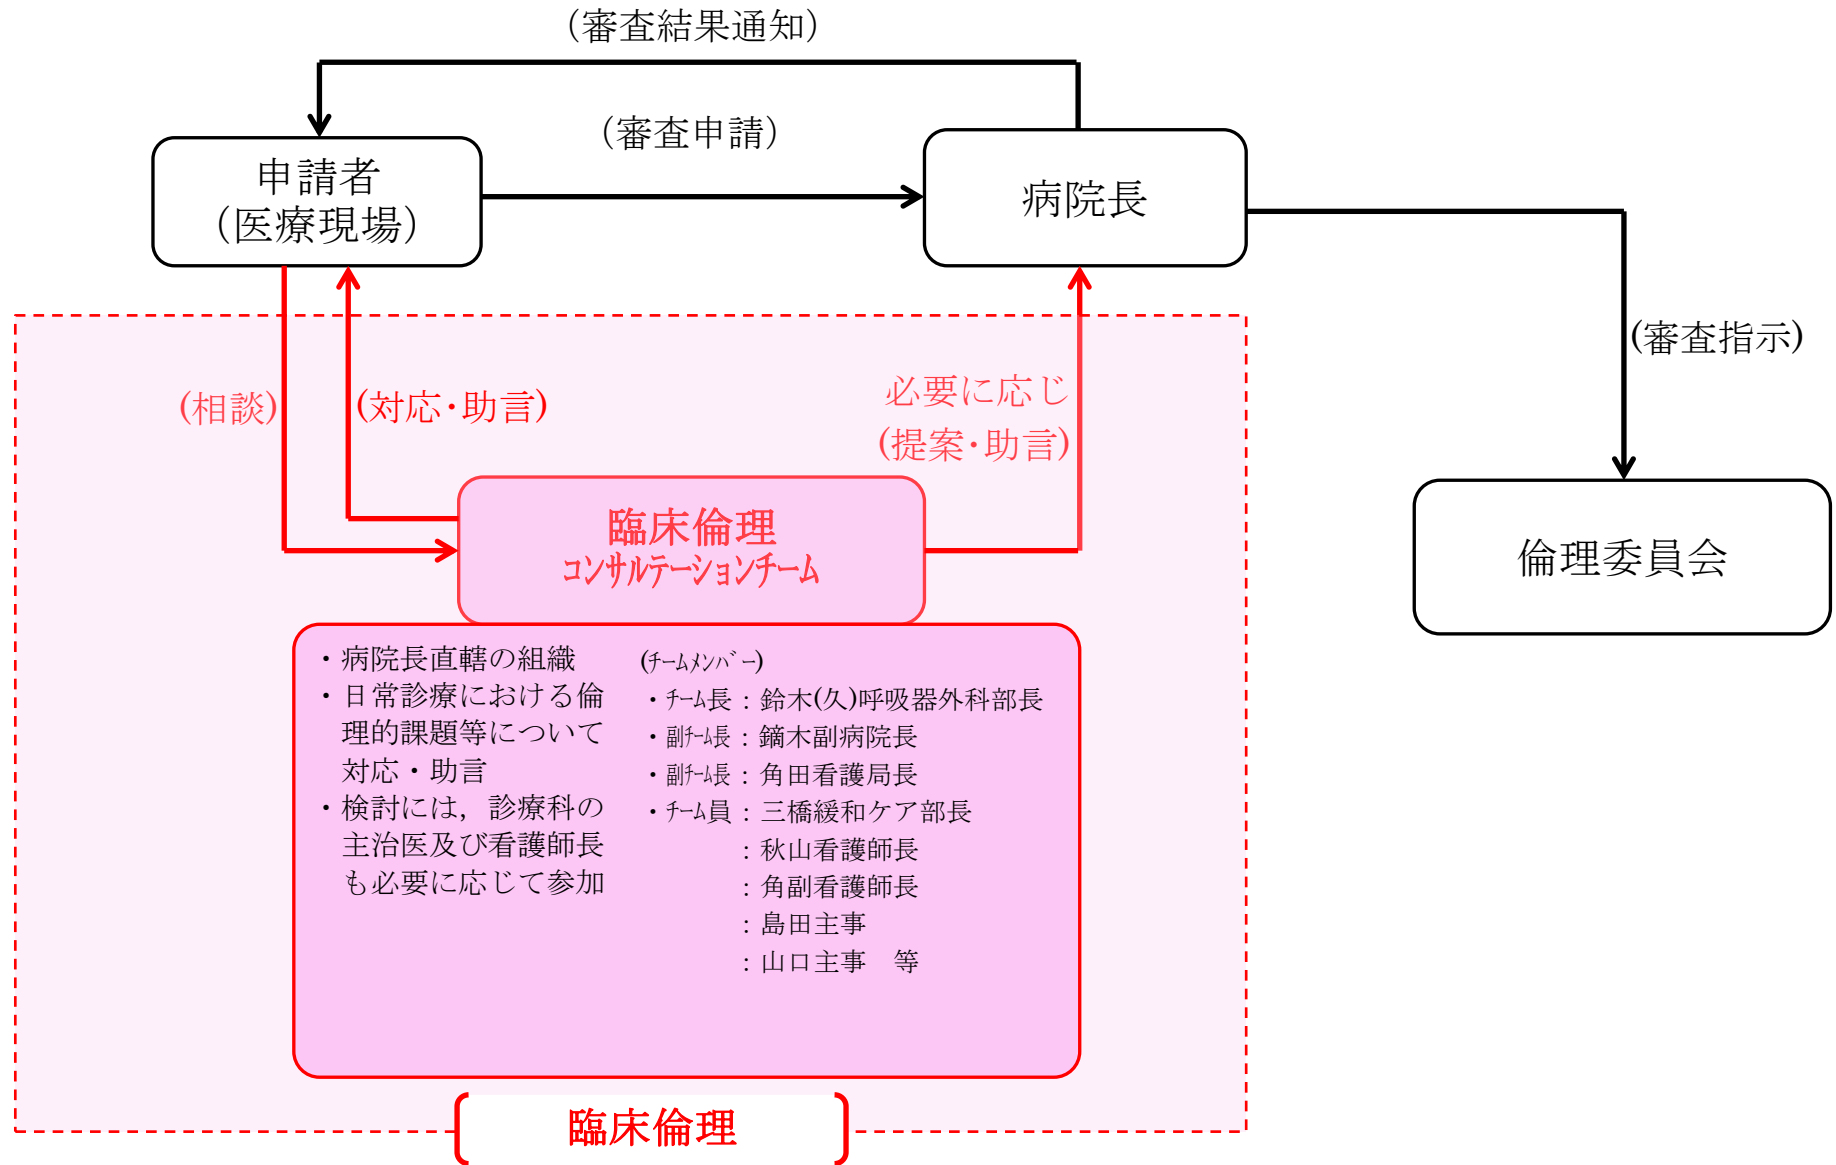 （審査結果通知）
（審査申請）
申請者
（医療現場）
病院長
(審査指示)
(相談)
(対応･助言)
必要に応じ
(提案･助言)
倫理委員会
臨床倫理
コンサルテーションチーム
・病院長直轄の組織
・日常診療における倫
理的課題等について
対応・助言
・検討には，診療科の
主治医及び看護師長
も必要に応じて参加
(ﾁｰﾑﾒﾝﾊﾞｰ)
・ﾁｰﾑ長：鈴木(久)呼吸器外科部長
・副ﾁｰﾑ長：鏑木副病院長
・副ﾁｰﾑ長：角田看護局長
・ﾁｰﾑ員：三橋緩和ケア部長
：秋山看護師長
：角副看護師長
：島田主事
：山口主事　等
臨床倫理